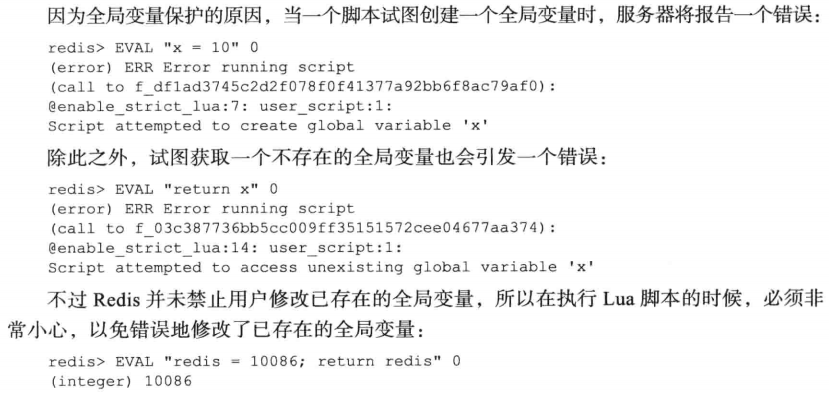 因为全局变量保护的原因，当一个脚本试图创建一个全局变量时，服务器将报告一个错误：
redis> EVAL "x = 10" 0
(error) ERR Error running script
(call to f_df1ad3745c2d2f078f0f41377a92bb6f8ac79af0):
@enable_strict_lua:7: user_script:1:
Script attempted to create global variable 'x'
除此之外，试图获取一个不存在的全局变量也会引发一个错误：
redis> EVAL "return x" 0
(error) ERR Error running script
(call to f_03c387736bb5cc009ff35151572cee04677aa374):
@enable_strict_lua:14: user_script:1:
Script attempted to access unexisting global variable 'x'
不过 Redis 并未禁止用户修改已存在的全局变量，所以在执行 Lua 脚本的时候，必须非
常小心，以免错误地修改了已存在的全局变量：
redis> EVAL "redis = 10086; return redis" 0
(integer) 10086